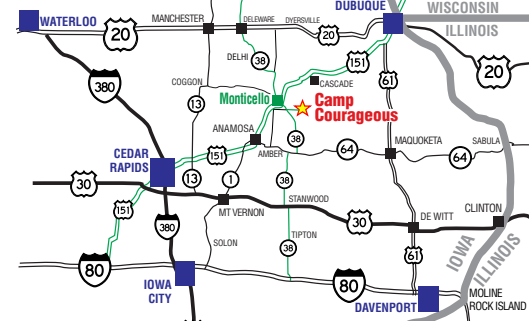 DUBUQUE
WISCONSIN
ILLINOIS
WATERLOO
MANCHESTER
DELAWARE
DYERSVILLE
20
20
20
DELHI
38
151
61
380
COGGON
CASCADE
13
Monticello
Camp
Courageous
ANAMOSA
38
MAQUOKETA
SABULA
64
64
CEDAR
RAPIDS
151
AMBER
30
13
1
38
STANWOOD
151
MT VERNON
30
CLINTON
DE WITT
380
SOLON
TIPTON
38
61
IOWA
ILLINOIS
80
IOWA
CITY
80
DAVENPORT
MOLINE
ROCK ISLAND